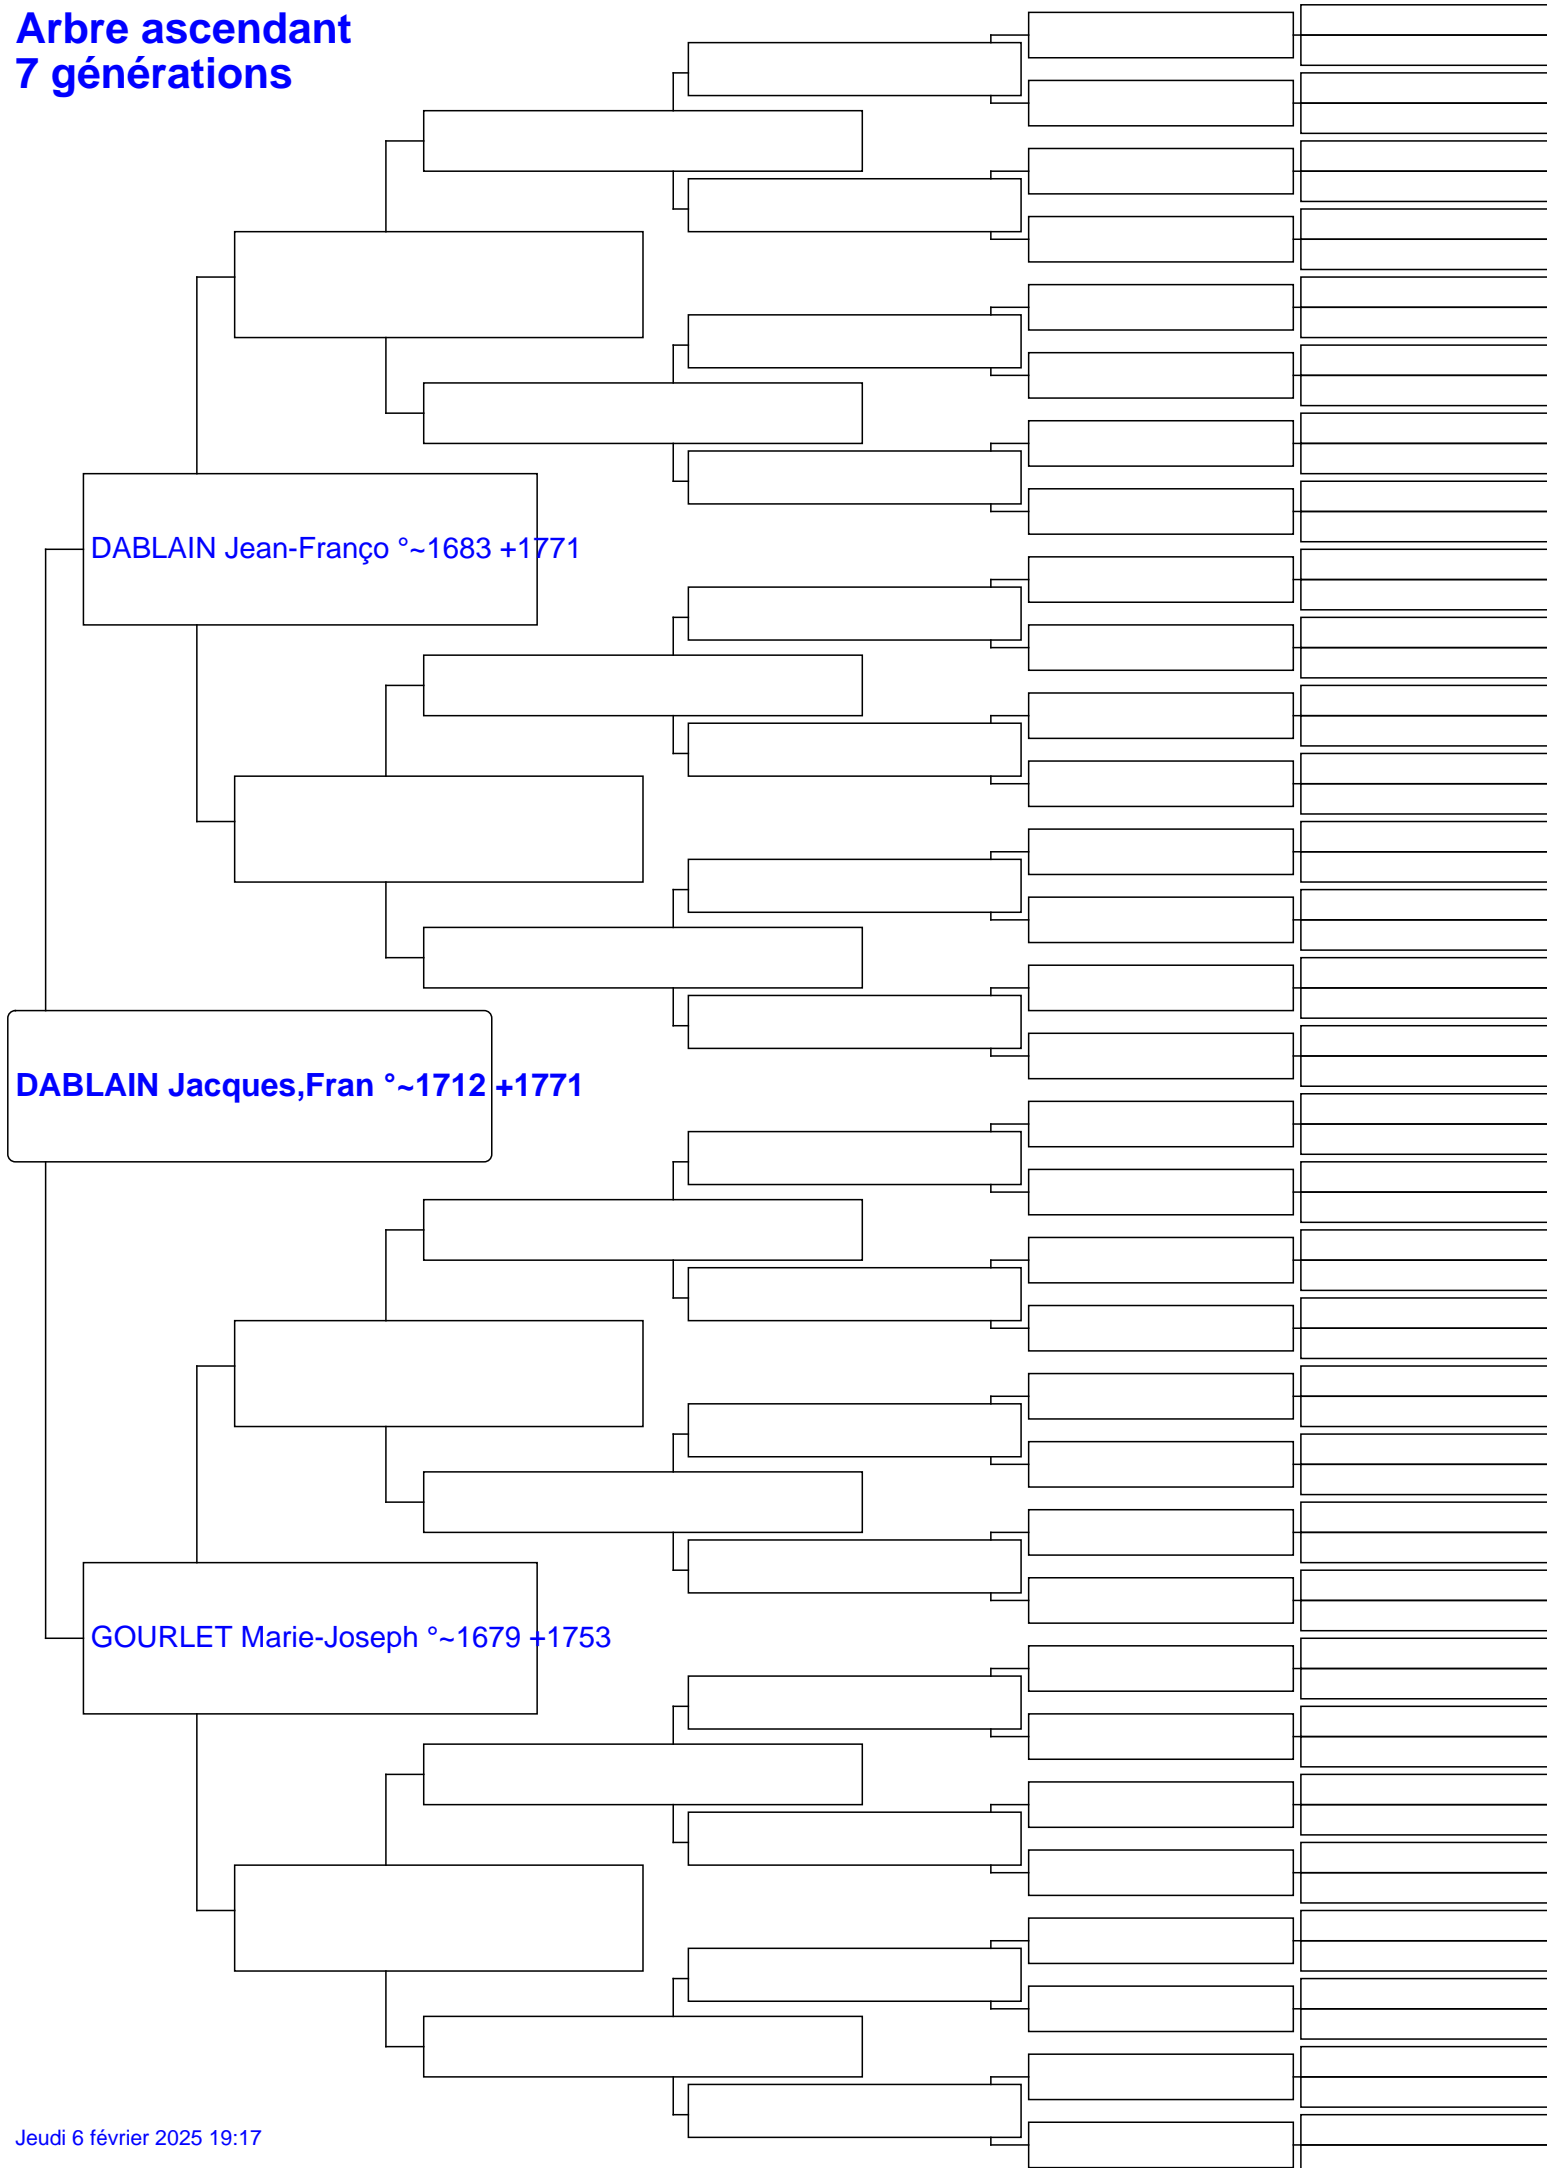 Arbre ascendant
7 générations
DABLAIN Jean-Franço °~1683 +1771
DABLAIN Jacques,Fran °~1712 +1771
GOURLET Marie-Joseph °~1679 +1753
Jeudi 6 février 2025 19:17